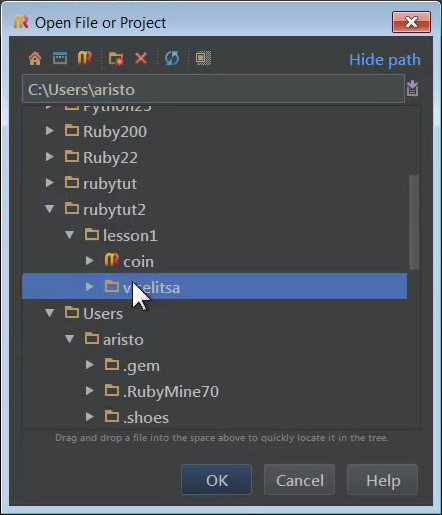 Open File or Project
Hide path
C:\Users\aristo
Python25
Ruby200
Ruby22
rubytut
rubytut2
lesson1
coin
Users
aristo
.gem
.RubyMine70
.shoes
Drag and drop a file into the space above to quickly locate it in the tree.
OK
Cancel
Help